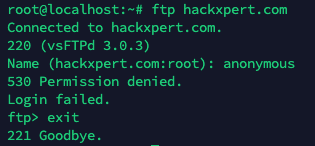 root@localhost:~# ftp hackxpert.com
Connected to hackxpert.com.
220 (vsFTPd 3.0.3)
Name (hackxpert.com:root): anonymous
530 Permission denied.
Login failed.
ftp> exit
221 Goodbye.